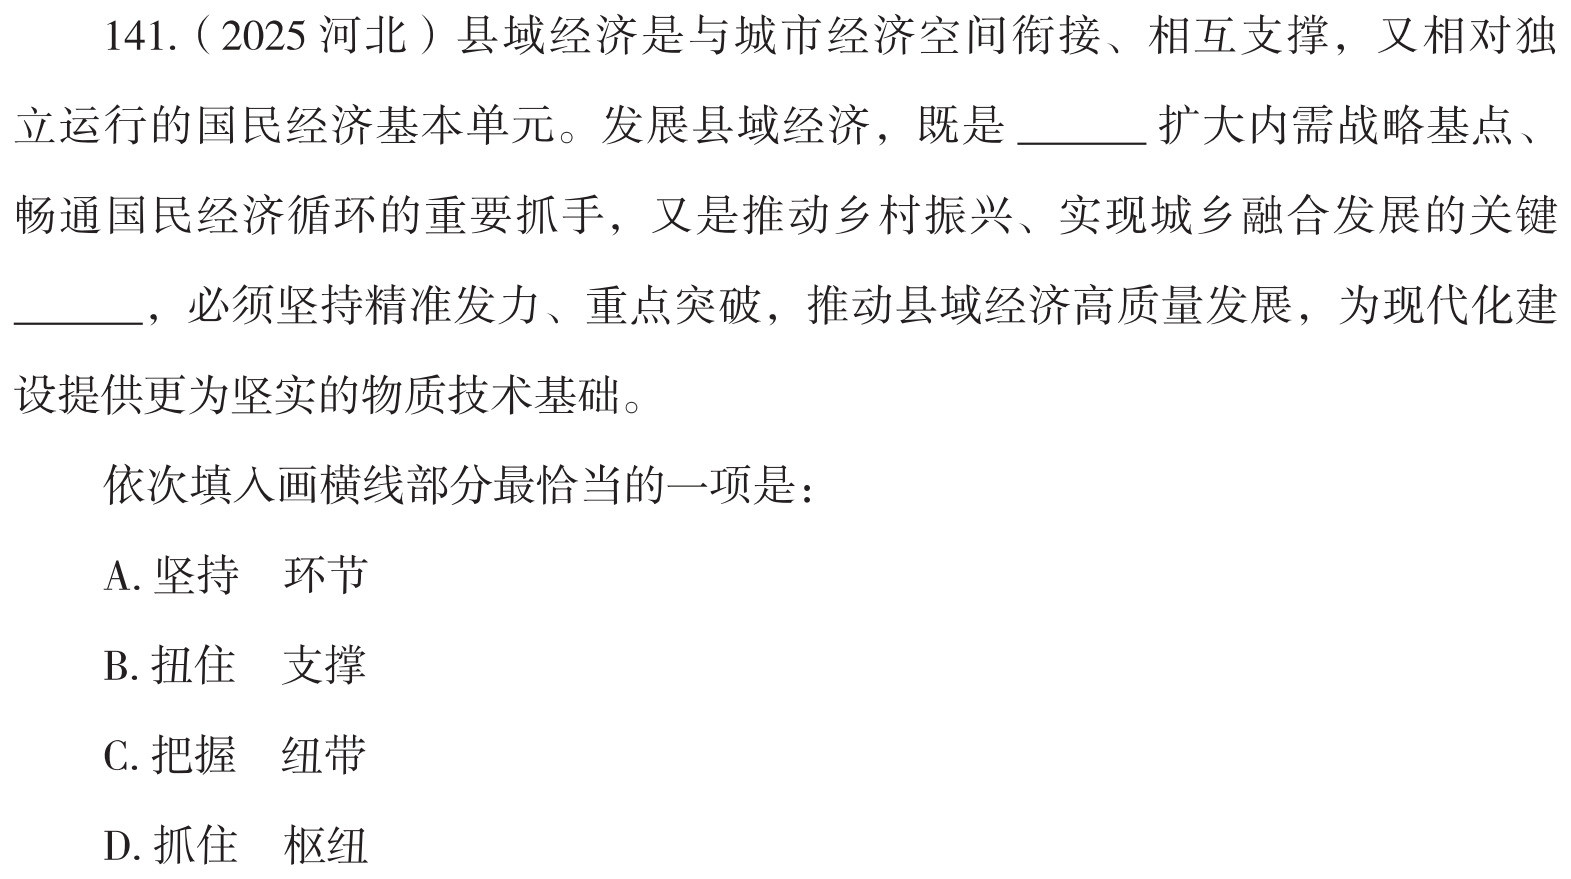 141.（2025 河北）县域经济是与城市经济空间衔接、相互支撑，又相对独
立运行的国民经济基本单元。发展县域经济，既是 ______ 扩大内需战略基点、
畅通国民经济循环的重要抓手，又是推动乡村振兴、实现城乡融合发展的关键
______，必须坚持精准发力、重点突破，推动县域经济高质量发展，为现代化建
设提供更为坚实的物质技术基础。
依次填入画横线部分最恰当的一项是：
A. 坚持　环节
B. 扭住　支撑
C. 把握　纽带
D. 抓住　枢纽